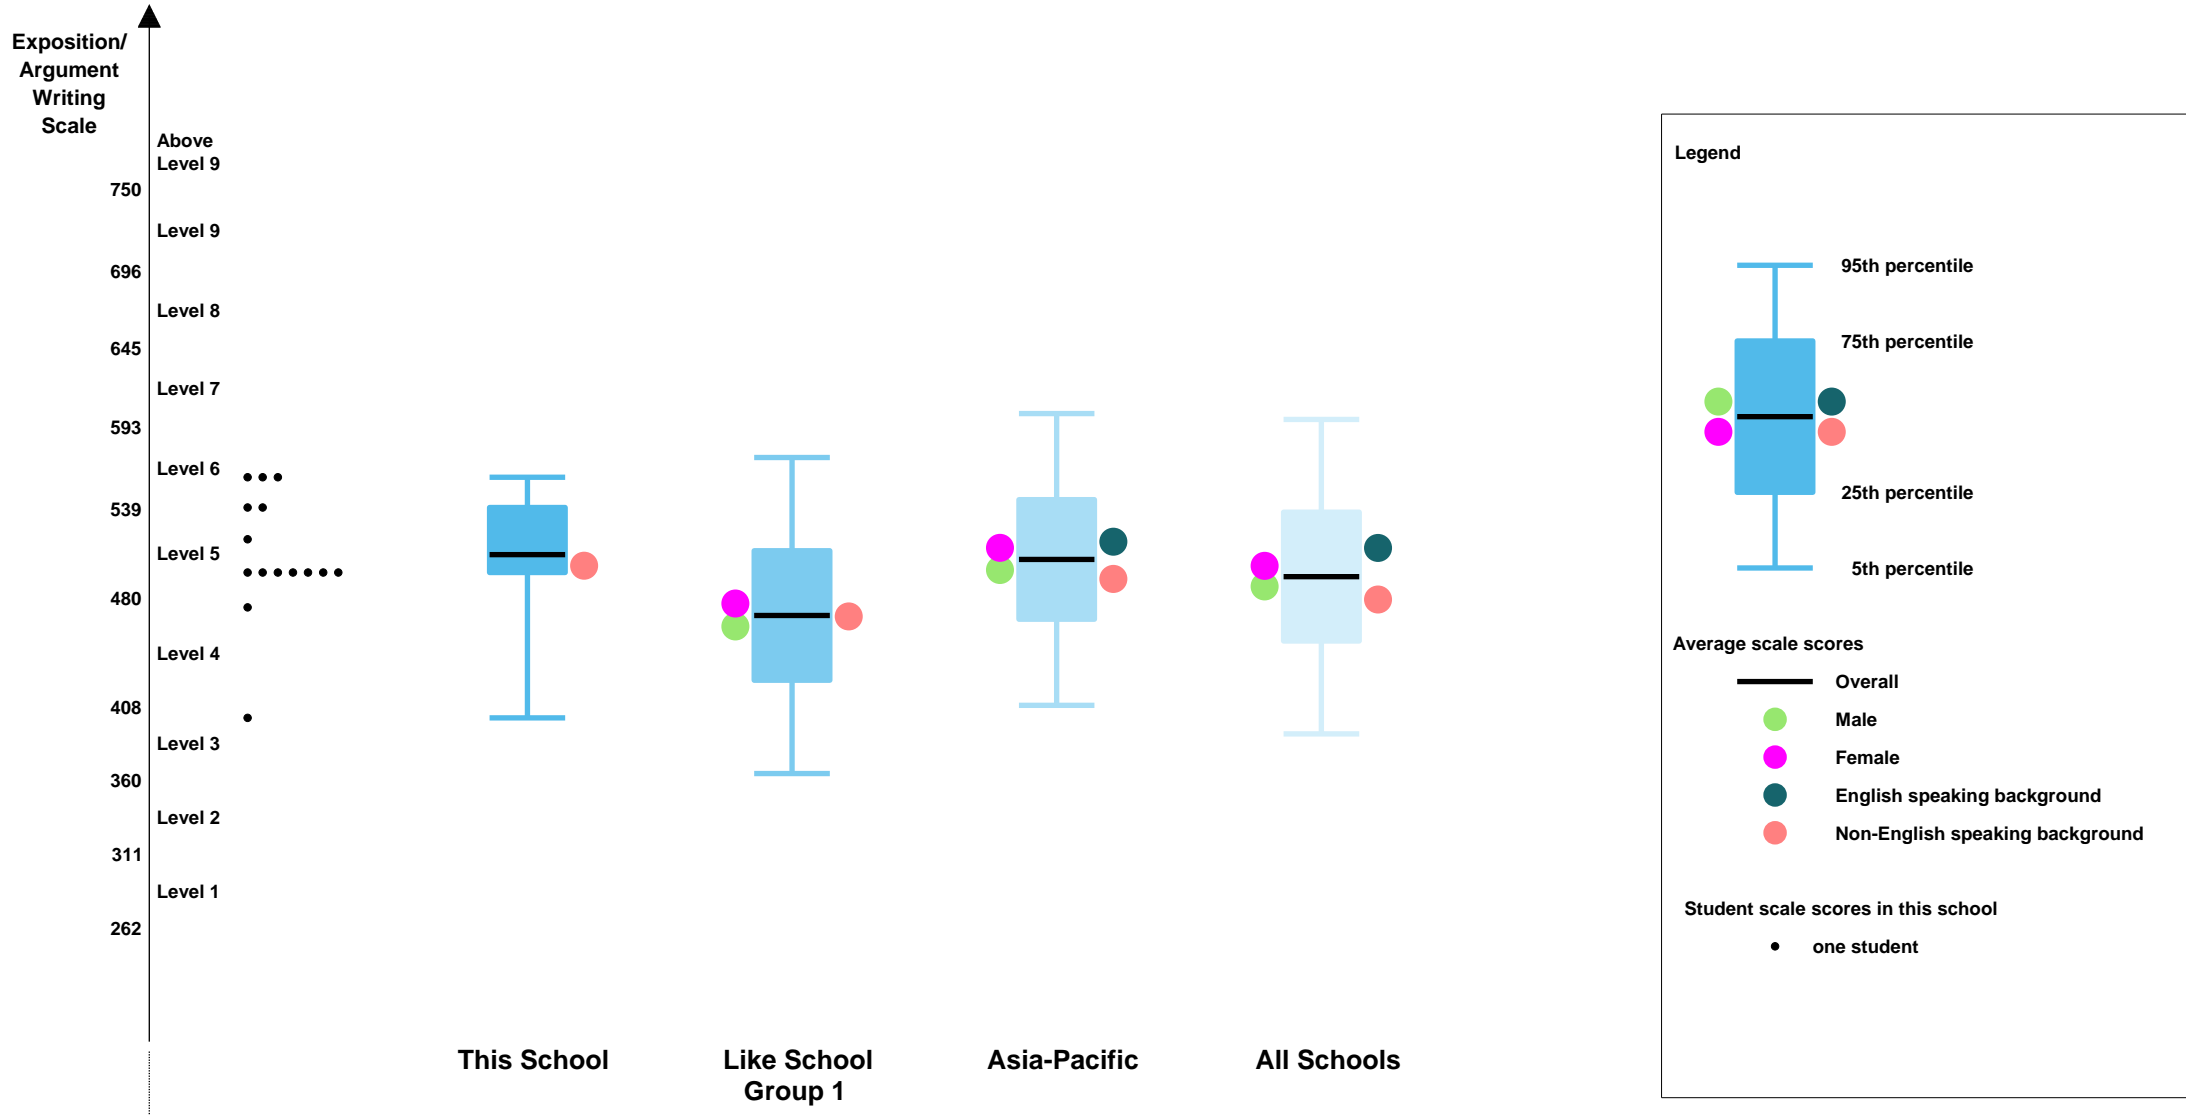 Exposition/
Argument
Writing
Scale
Above
Level 9
750
Level 9
696
Level 8
645
Level 7
593
Level 6
539
Level 5
480
Level 4
408
Level 3
360
Level 2
311
Level 1
262
This School
Like School
Group 1
Asia-Pacific
All Schools
Legend
95th percentile
75th percentile
25th percentile
5th percentile
Average scale scores
Overall
Male
Female
English speaking background
Non-English speaking background
Student scale scores in this school
one student